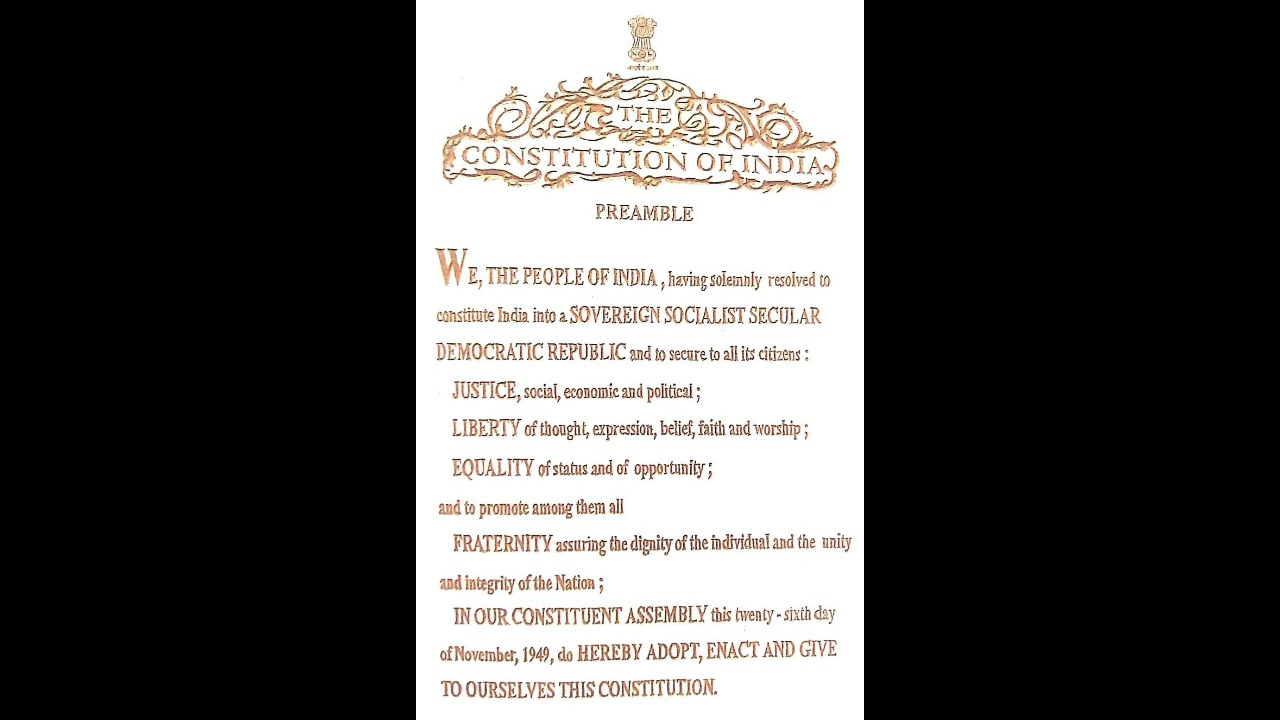 THE
CONSTITUTION OF INDIA
PREAMBLE
WE, THE PEOPLE OF INDIA , having solemnly resolved to
constitute India into a SOVEREIGN SOCIALIST SECULAR
DEMOCRATIC REPUBLIC and to secure to all its citizens :
JUSTICE, social, economic and political ;
LIBERTY of thought, expression, belief, faith and worship ;
EQUALITY of status and of opportunity ;
and to promote among them all
FRATERNITY assuring the dignity of the individual and the unity
and integrity of the Nation ;
IN OUR CONSTITUENT ASSEMBLY this twenty - sixth day
of November, 1949, do HEREBY ADOPT, ENACT AND GIVE
TO OURSELVES THIS CONSTITUTION.